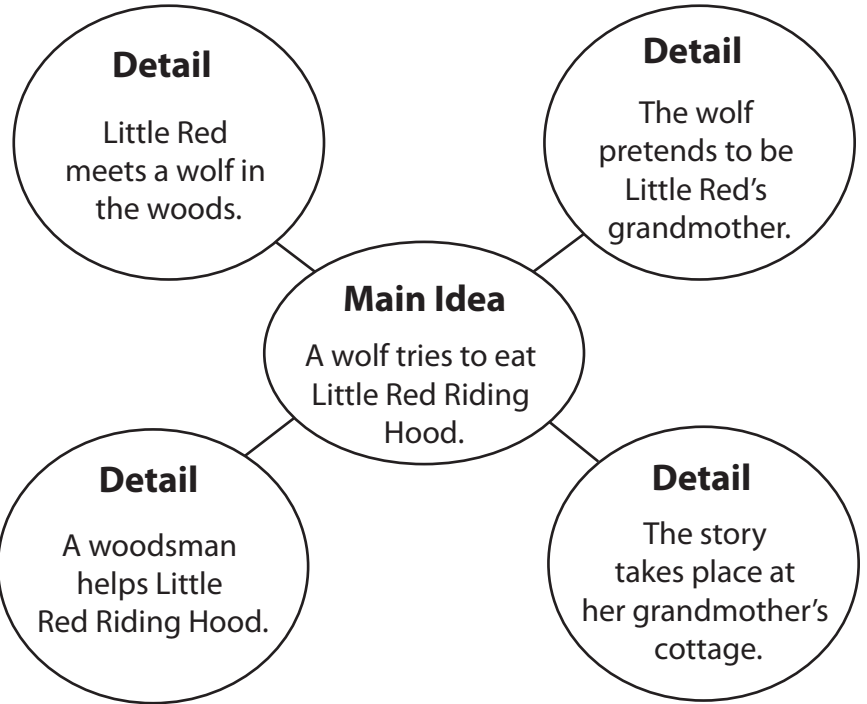 Detail
Little Red
meets a wolf in
the woods.
Detail
The wolf
pretends to be
Little Red’s
grandmother.
Main Idea
A wolf tries to eat
Little Red Riding
Hood.
Detail
A woodsman
helps Little
Red Riding Hood.
Detail
The story
takes place at
her grandmother’s
cottage.